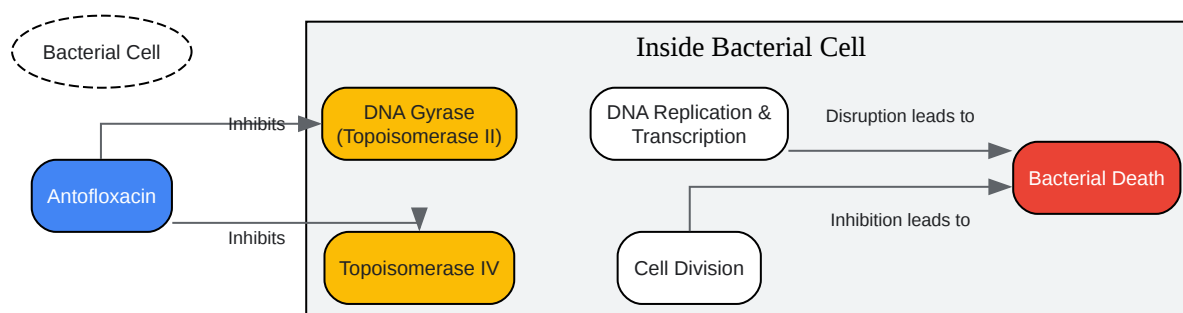 Bacterial Cell
Inside Bacterial Cell
Inhibits
DNA Gyrase
(Topoisomerase II)
DNA Replication &
Transcription
Disruption leads to
Antofloxacin
Bacterial Death
Inhibits
Inhibition leads to
Topoisomerase IV
Cell Division